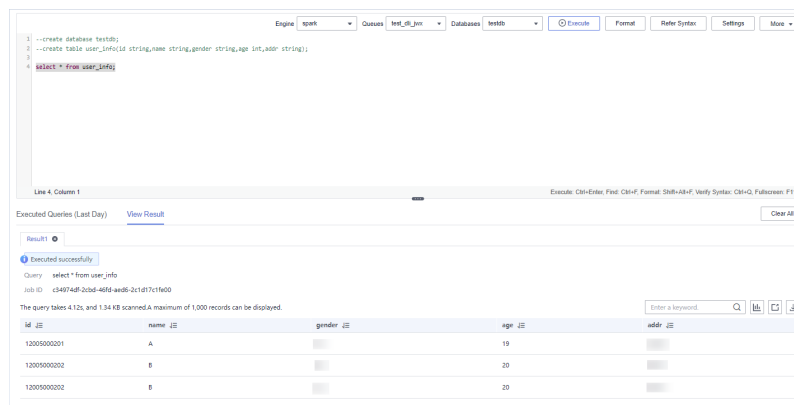 Engine spark Queues test_dli_jwx Databases testdb Execute Format Refer Syntax Settings More
1 --create database testdb;
2 --create table user_info(id string,name string,gender string,age int,addr string);
3
4 select * from user_info;
Line 4, Column 1 Execute: Ctrl+Enter, Find: Ctrl+F, Format: Shift+Alt+F, Verify Syntax: Ctrl+Q, Fullscreen: F1
Executed Queries (Last Day) View Result Clear All
Result1
Executed successfully
Query select * from user_info
Job ID c34974df-2cbd-46fd-aed6-2c1d17c1fe00
The query takes 4.12s, and 1.34 KB scanned.A maximum of 1,000 records can be displayed. Enter a keyword.
id name gender age addr
12005000201 A 19
12005000202 B 20
12005000202 B 20